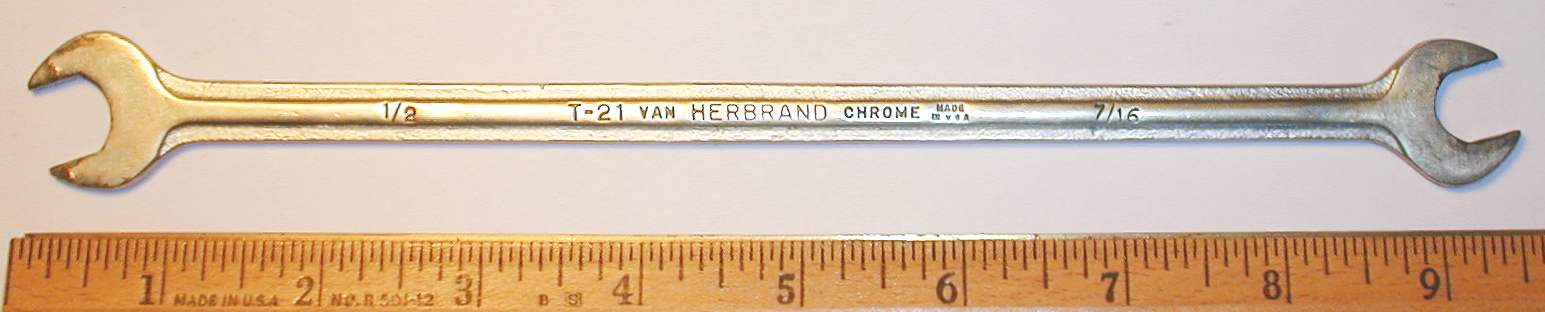 1/2 T-21 VAN HERBRAND CHROME MADE IN U S A 7/16
1 2 3 4 5 6 7 8 9
MADE IN U.S.A NO. R 501-12 B